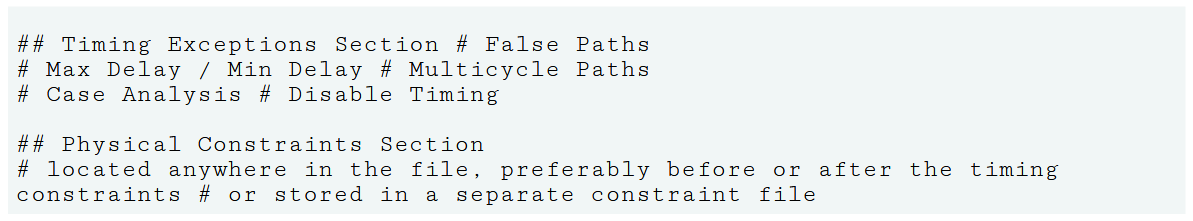 ## Timing Exceptions Section # False Paths
# Max Delay / Min Delay # Multicycle Paths
# Case Analysis # Disable Timing
## Physical Constraints Section
# located anywhere in the file, preferably before or after the timing
constraints # or stored in a separate constraint file